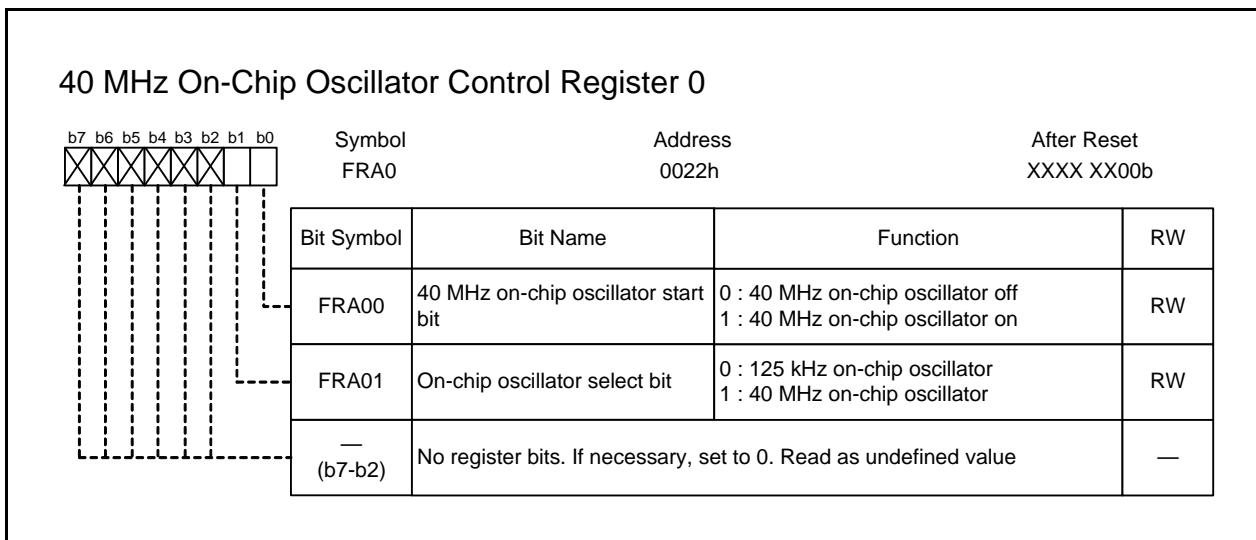 40 MHz On-Chip Oscillator Control Register 0
b7 b6 b5 b4 b3 b2 b1 b0
Symbol Address After Reset
FRA0 0022h XXXX XX00b
Bit Symbol Bit Name Function RW
FRA00 40 MHz on-chip oscillator start bit 0 : 40 MHz on-chip oscillator off
1 : 40 MHz on-chip oscillator on RW
FRA01 On-chip oscillator select bit 0 : 125 kHz on-chip oscillator
1 : 40 MHz on-chip oscillator RW
—
(b7-b2) No register bits. If necessary, set to 0. Read as undefined value —